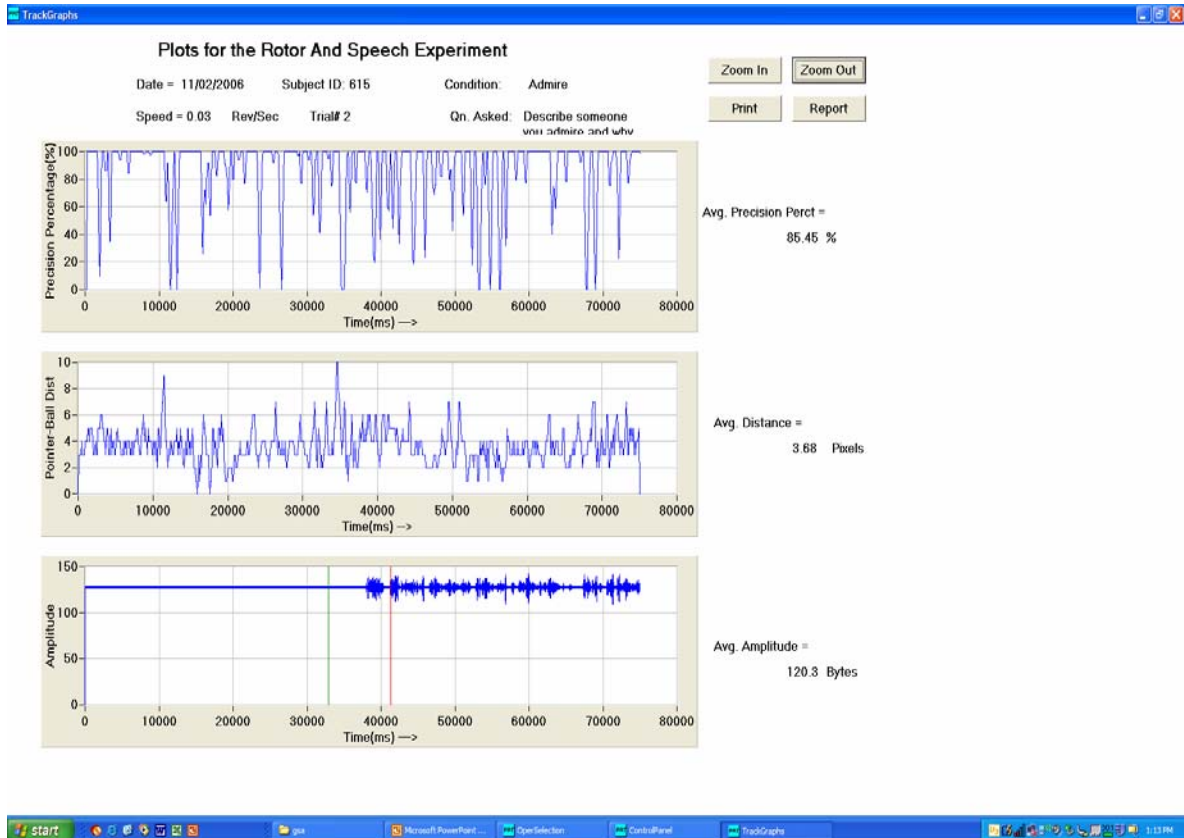 TrackGraphs
Plots for the Rotor And Speech Experiment
Date = 11/02/2006 Subject ID: 615 Condition: Admire
Speed = 0.03 Rev/Sec Trial# 2 Qn. Asked: Describe someone
you admire and why
Zoom In Zoom Out
Print Report
Precision Percentage(%)
100
80
60
40
20
0
0 10000 20000 30000 40000 50000 60000 70000 80000
Time(ms) -->
Avg. Precision Perct =
85.45 %
Pointer-Ball Dist
10
8
6
4
2
0
0 10000 20000 30000 40000 50000 60000 70000 80000
Time(ms) -->
Avg. Distance =
3.68 Pixels
Amplitude
150
100
50
0
0 10000 20000 30000 40000 50000 60000 70000 80000
Time(ms) -->
Avg. Amplitude =
120.3 Bytes
start gsa Microsoft PowerPoint ... OperSelection ControlPanel TrackGraphs 1:13 PM